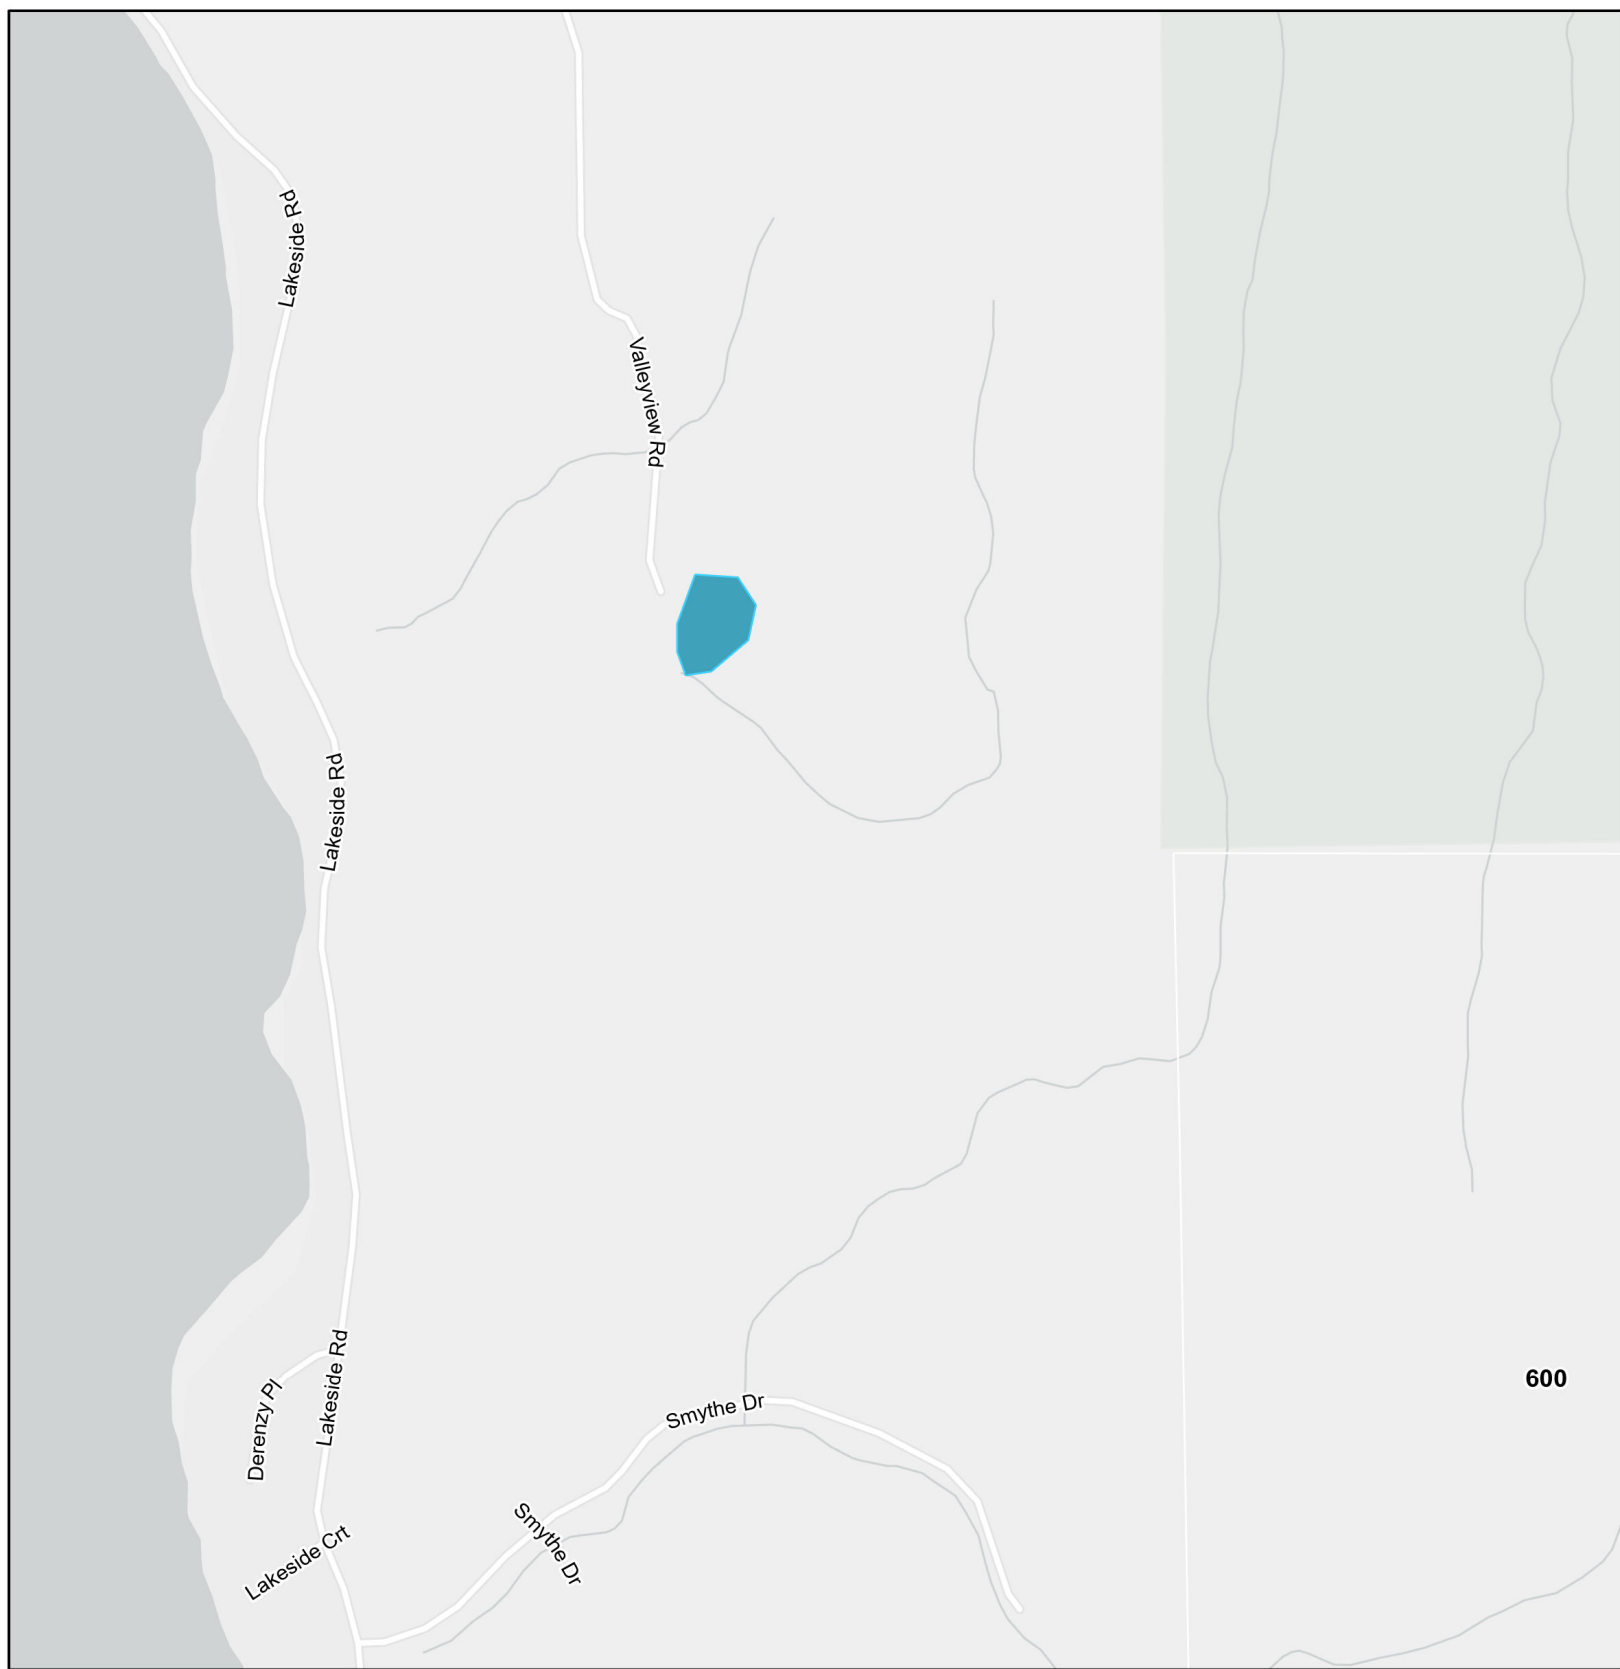 Lakeside Rd
Valleyview Rd
Lakeside Rd
Lakeside Rd
Derenzy Pl
600
Smythe Dr
Smythe Dr
Lakeside Crt